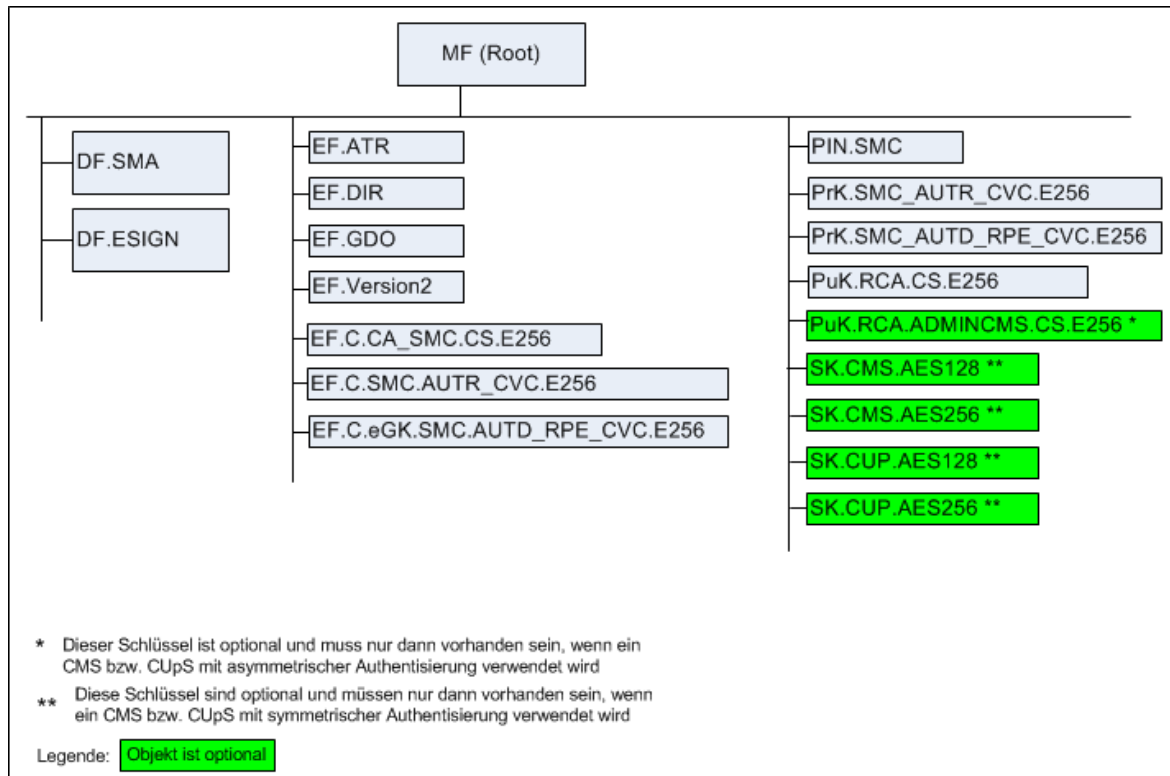 MF (Root)
DF.SMA
DF.ESIGN
EF.ATR
EF.DIR
EF.GDO
EF.Version2
EF.C.CA_SMC.CS.E256
EF.C.SMC.AUTR_CVC.E256
EF.C.eGK.SMC.AUTD_RPE_CVC.E256
PIN.SMC
PrK.SMC_AUTR_CVC.E256
PrK.SMC_AUTD_RPE_CVC.E256
PuK.RCA.CS.E256
PuK.RCA.ADMINCMS.CS.E256 *
SK.CMS.AES128 **
SK.CMS.AES256 **
SK.CUP.AES128 **
SK.CUP.AES256 **
* Dieser Schlüssel ist optional und muss nur dann vorhanden sein, wenn ein
CMS bzw. CUpS mit asymmetrischer Authentisierung verwendet wird
** Diese Schlüssel sind optional und müssen nur dann vorhanden sein, wenn
ein CMS bzw. CUpS mit symmetrischer Authentisierung verwendet wird
Legende: Objekt ist optional